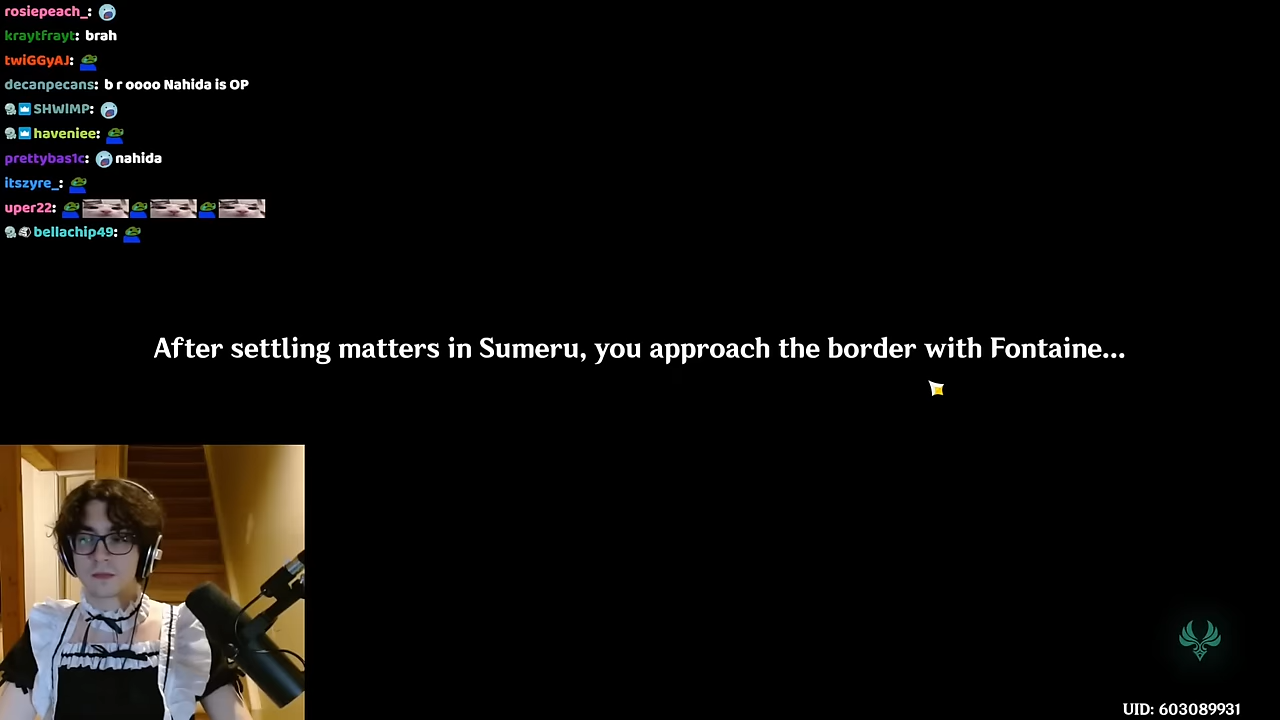 rosiepeach_:
kraytfrayt: brah
twiGGyAJ:
decanpecans: b r oooo Nahida is OP
SHWlMP:
haveniee:
prettybas1c: nahida
itszyre_:
uper22:
bellachip49:
After settling matters in Sumeru, you approach the border with Fontaine...
UID: 603089931